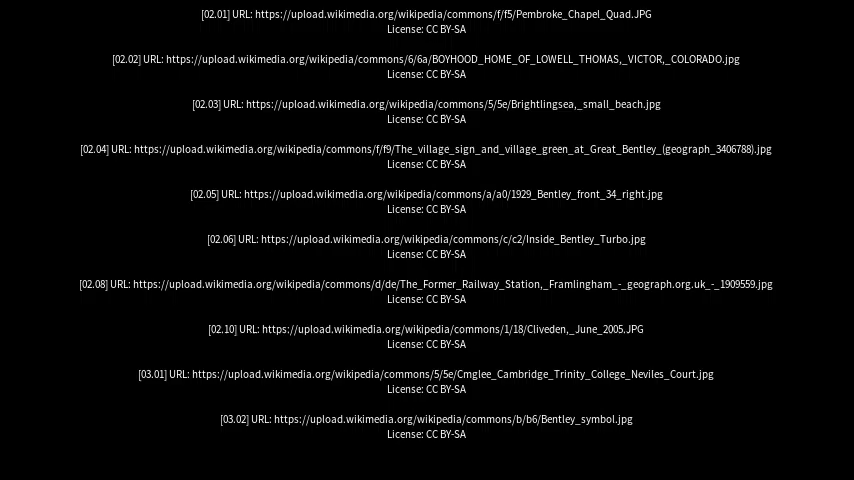 [02.01] URL: https://upload.wikimedia.org/wikipedia/commons/f/f5/Pembroke_Chapel_Quad.JPG
License: CC BY-SA
[02.02] URL: https://upload.wikimedia.org/wikipedia/commons/6/6a/BOYHOOD_HOME_OF_LOWELL_THOMAS,_VICTOR,_COLORADO.jpg
License: CC BY-SA
[02.03] URL: https://upload.wikimedia.org/wikipedia/commons/5/5e/Brightlingsea,_small_beach.jpg
License: CC BY-SA
[02.04] URL: https://upload.wikimedia.org/wikipedia/commons/f/f9/The_village_sign_and_village_green_at_Great_Bentley_(geograph_3406788).jpg
License: CC BY-SA
[02.05] URL: https://upload.wikimedia.org/wikipedia/commons/a/a0/1929_Bentley_front_34_right.jpg
License: CC BY-SA
[02.06] URL: https://upload.wikimedia.org/wikipedia/commons/c/c2/Inside_Bentley_Turbo.jpg
License: CC BY-SA
[02.08] URL: https://upload.wikimedia.org/wikipedia/commons/d/de/The_Former_Railway_Station,_Framlingham_-_geograph.org.uk_-_1909559.jpg
License: CC BY-SA
[02.10] URL: https://upload.wikimedia.org/wikipedia/commons/1/18/Cliveden,_June_2005.JPG
License: CC BY-SA
[03.01] URL: https://upload.wikimedia.org/wikipedia/commons/5/5e/Cmglee_Cambridge_Trinity_College_Neviles_Court.jpg
License: CC BY-SA
[03.02] URL: https://upload.wikimedia.org/wikipedia/commons/b/b6/Bentley_symbol.jpg
License: CC BY-SA